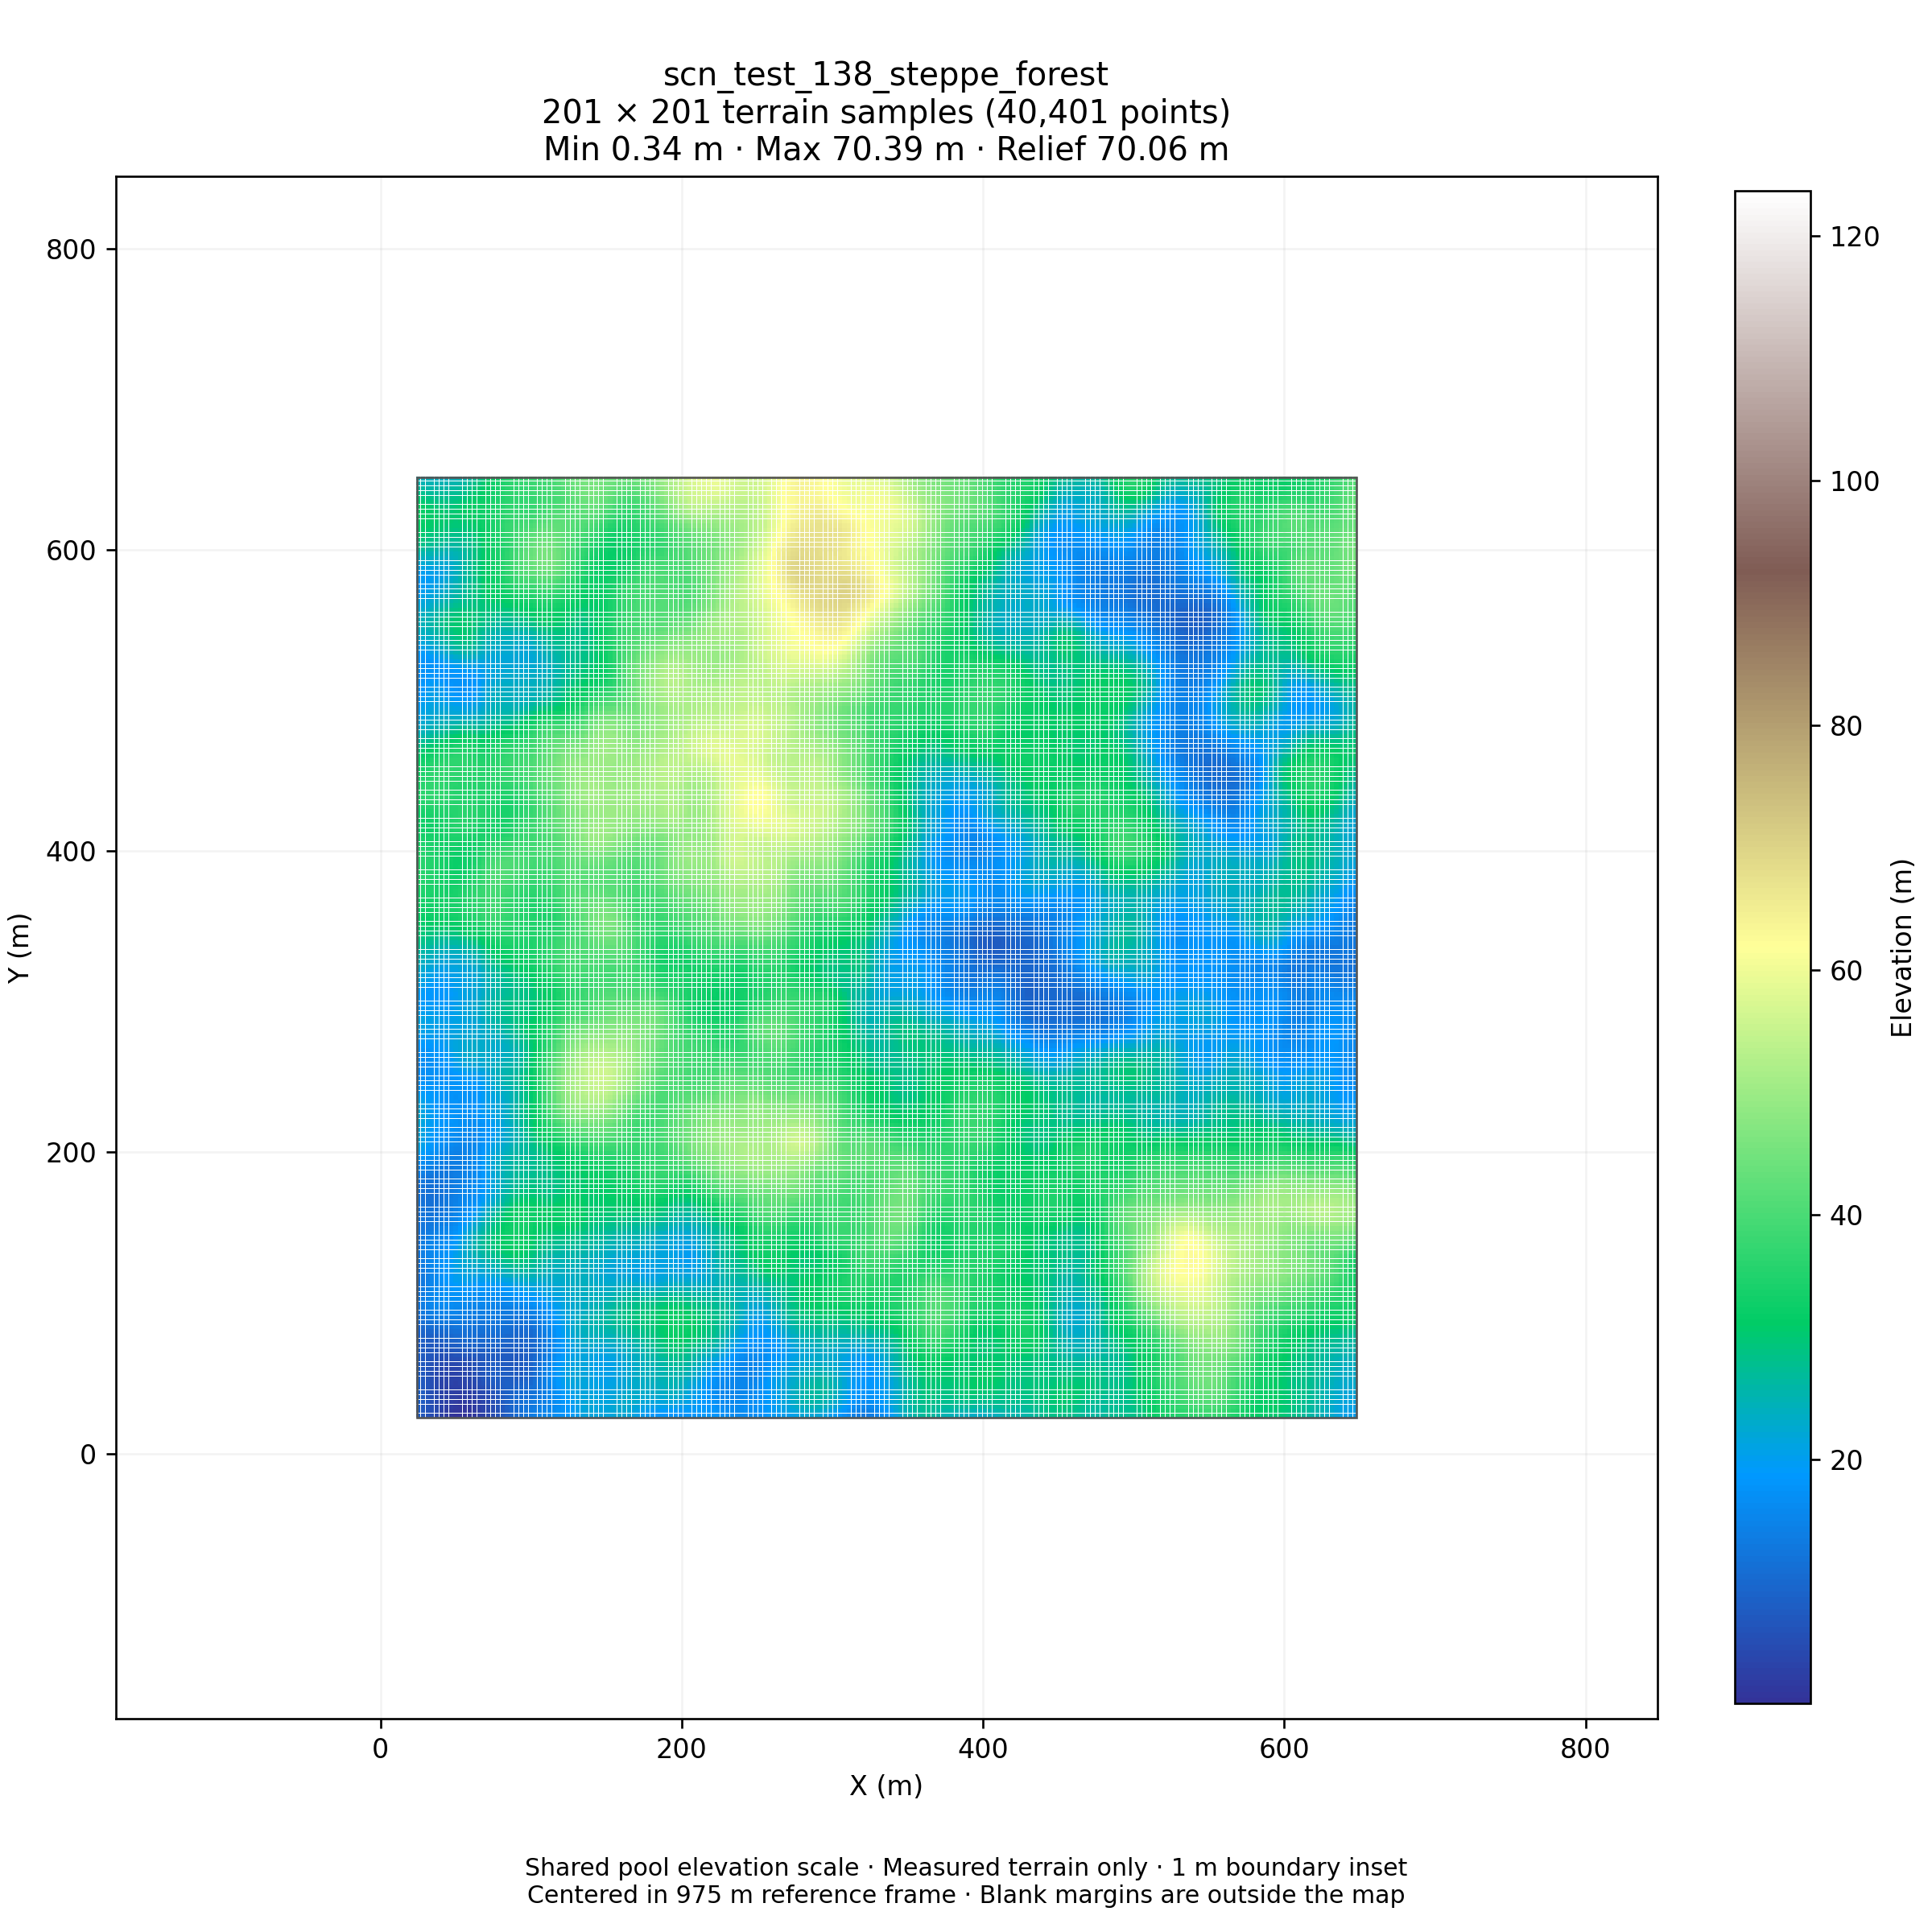 scn_test_138_steppe_forest
201 × 201 terrain samples (40,401 points)
Min 0.34 m · Max 70.39 m · Relief 70.06 m
800
600
400
200
0
Y (m)
0
200
400
600
800
X (m)
120
100
80
60
40
20
Elevation (m)
Shared pool elevation scale · Measured terrain only · 1 m boundary inset
Centered in 975 m reference frame · Blank margins are outside the map